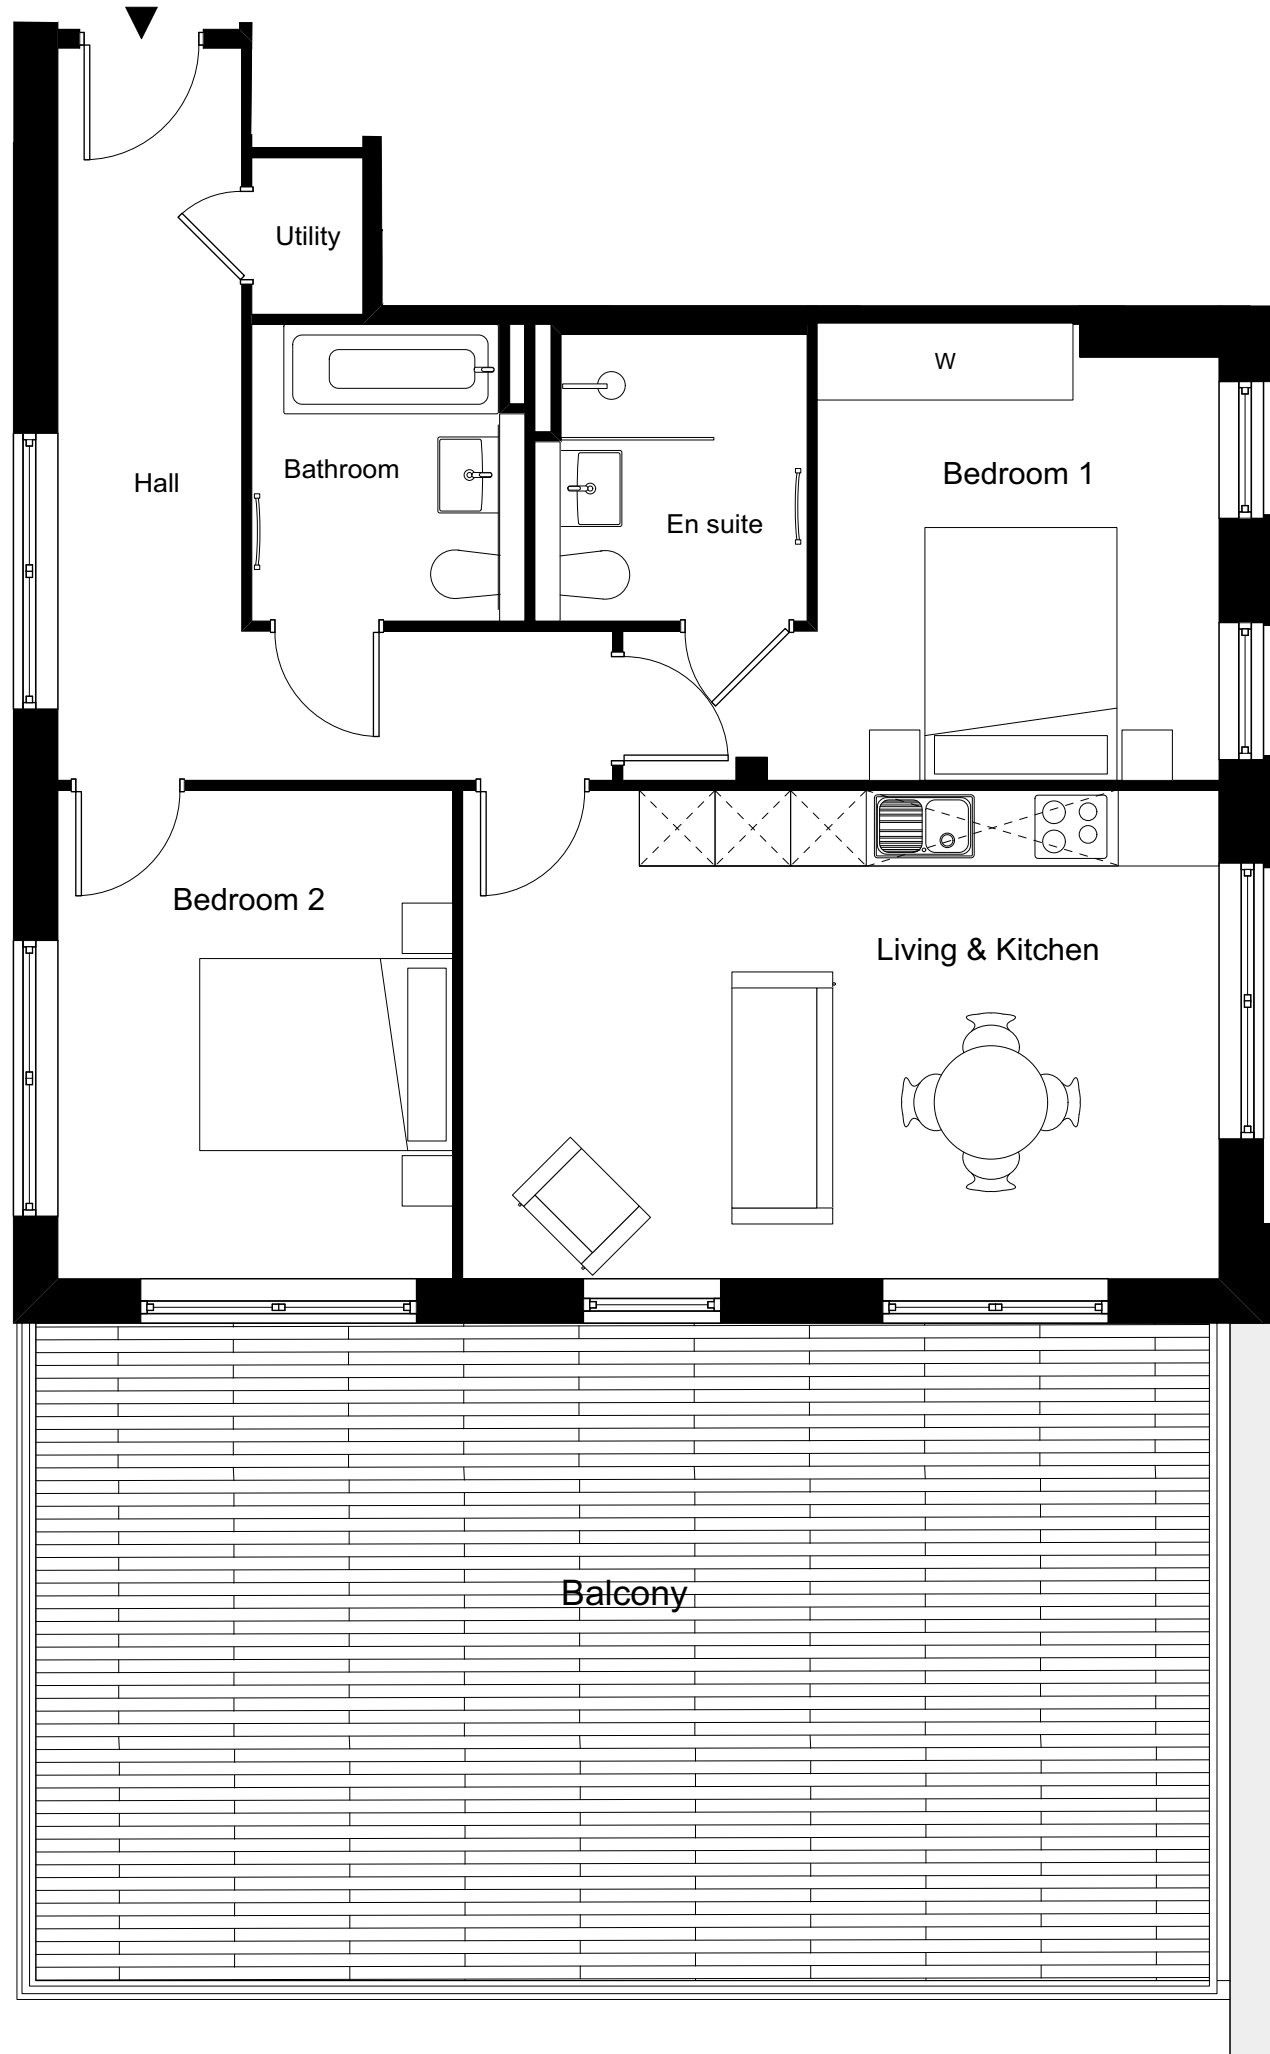 Utility
W
Bathroom
Bedroom 1
Hall
En suite
Bedroom 2
Living & Kitchen
Balcony